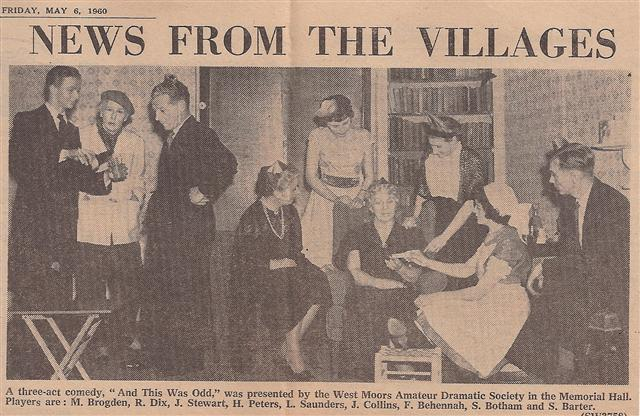 FRIDAY, MAY 6, 1960
NEWS FROM THE VILLAGES
A three-act comedy, "And This Was Odd," was presented by the West Moors Amateur Dramatic Society in the Memorial Hall.
Players are : M. Brogden, R. Dix, J. Stewart, H. Peters, L. Saunders, J. Collins, F. Behennah, S. Botham and S. Barter.